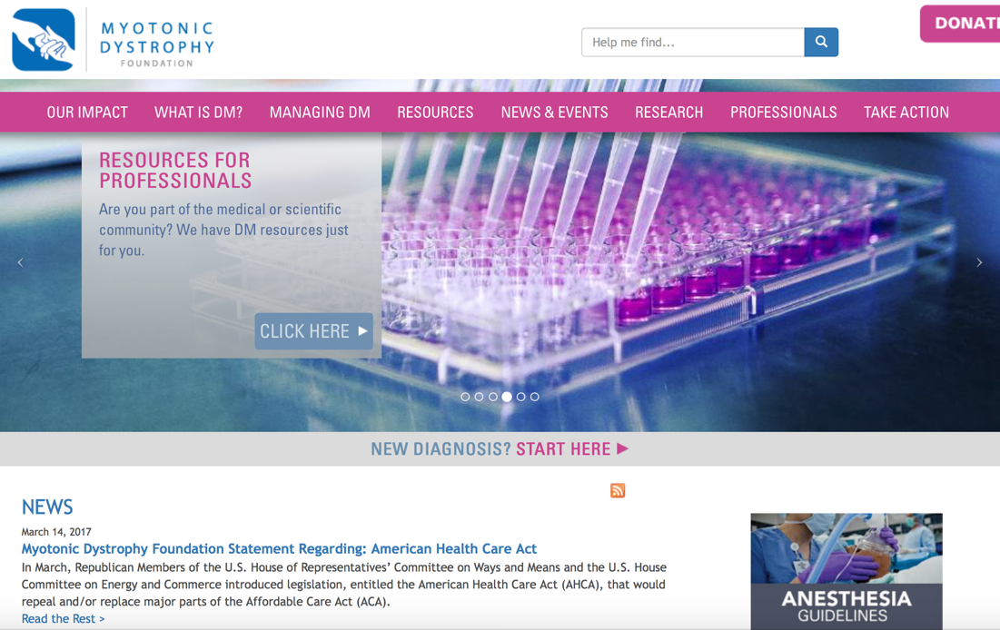 MYOTONIC
DYSTROPHY
FOUNDATION
Help me find...
DONAT
OUR IMPACT WHAT IS DM? MANAGING DM RESOURCES NEWS & EVENTS RESEARCH PROFESSIONALS TAKE ACTION
RESOURCES FOR
PROFESSIONALS
Are you part of the medical or scientific
community? We have DM resources just
for you.
CLICK HERE
NEW DIAGNOSIS? START HERE
NEWS
March 14, 2017
Myotonic Dystrophy Foundation Statement Regarding: American Health Care Act
In March, Republican Members of the U.S. House of Representatives' Committee on Ways and Means and the U.S. House
Committee on Energy and Commerce introduced legislation, entitled the American Health Care Act (AHCA), that would
repeal and/or replace major parts of the Affordable Care Act (ACA).
Read the Rest >
ANESTHESIA
GUIDELINES